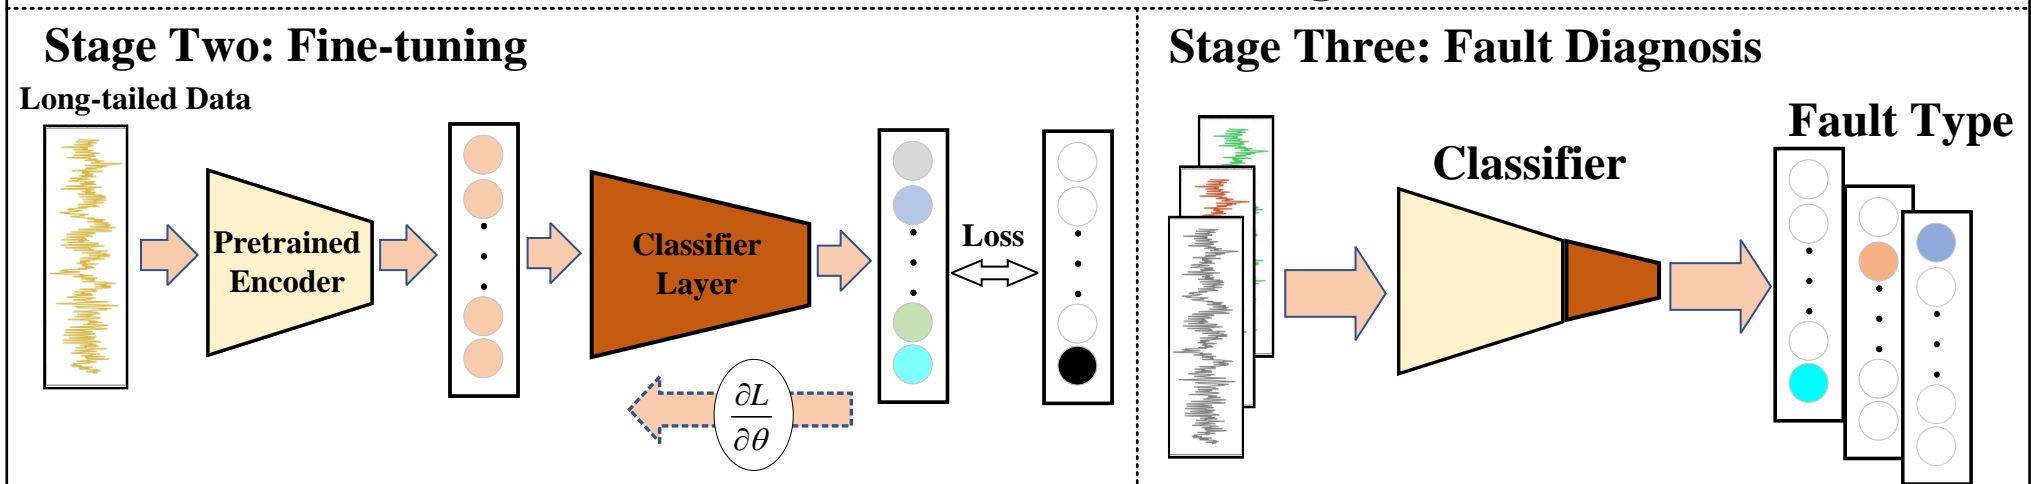 Stage Two: Fine-tuning
Long-tailed Data
Pretrained
Encoder
Classifier
Layer
Loss
∂L
∂θ
Stage Three: Fault Diagnosis
Classifier
Fault Type